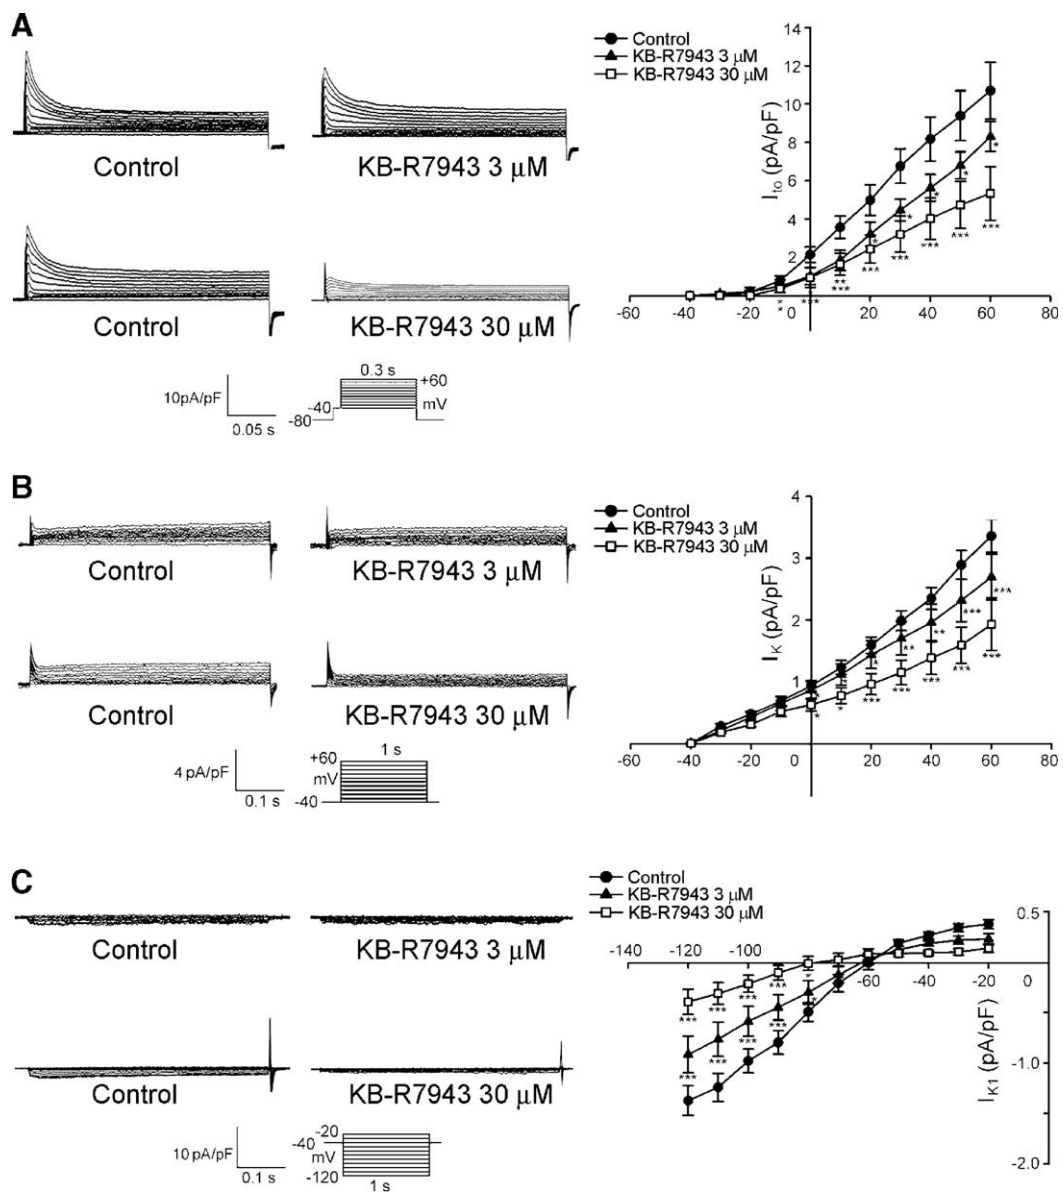 A
Control
KB-R7943 3 μM
Control
KB-R7943 30 μM
10pA/pF
0.05 s
0.3 s
+60
mV
-40
-80
Control
KB-R7943 3 μM
KB-R7943 30 μM
Ito (pA/pF)
14
12
10
8
6
4
2
-60 -40 -20 0 20 40 60 80
* *** ** *** * *** * *** * *** * *** * ***
*
B
Control
KB-R7943 3 μM
Control
KB-R7943 30 μM
4 pA/pF
0.1 s
1 s
+60
mV
-40
Control
KB-R7943 3 μM
KB-R7943 30 μM
IK (pA/pF)
4
3
2
1
-60 -40 -20 0 20 40 60 80
*** *** ** ** * * *
* * *** *** *** *** ***
C
Control
KB-R7943 3 μM
Control
KB-R7943 30 μM
10 pA/pF
0.1 s
-20
-40
mV
-120
1 s
Control
KB-R7943 3 μM
KB-R7943 30 μM
0.5
-140 -100 -60 -40 -20 0
*** *** *** *** *
*** *** *** *** *
IK1 (pA/pF)
-1.0
-2.0